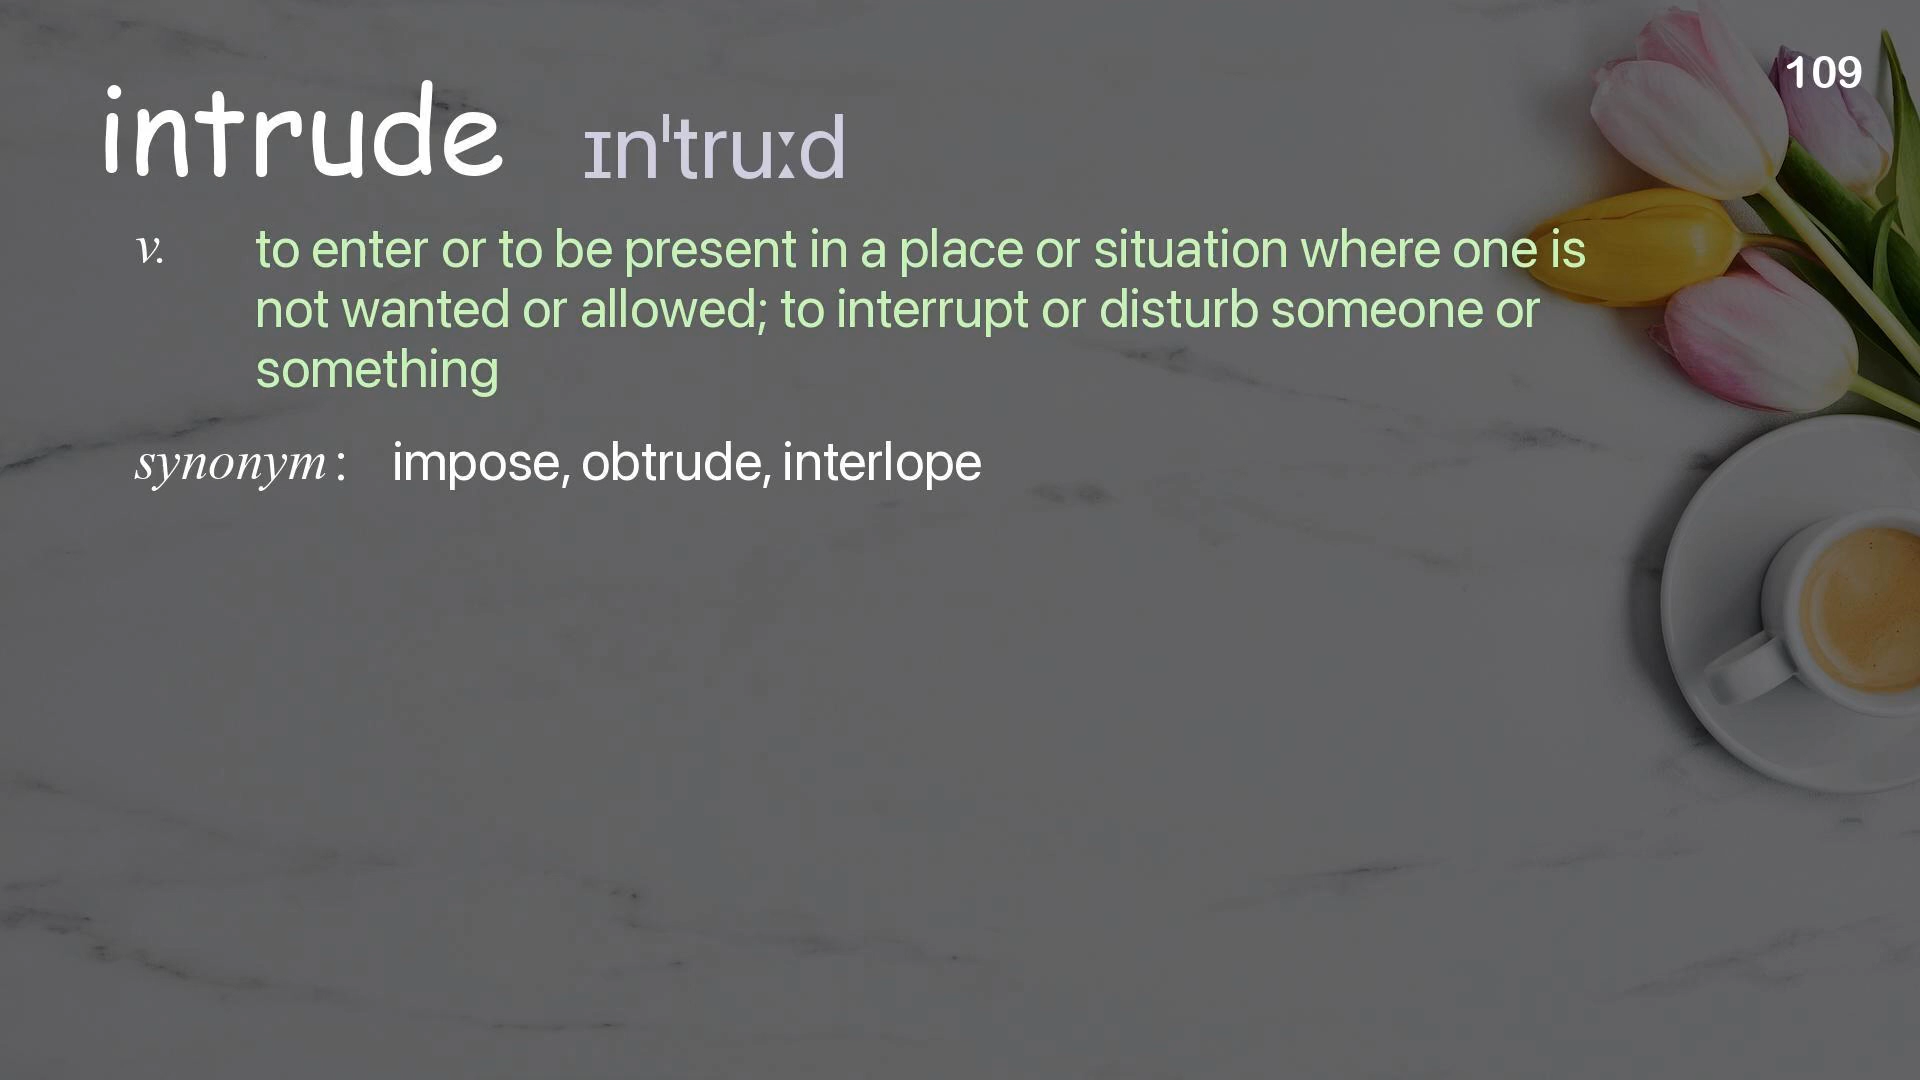 109
intrude ɪnˈtruːd
v. to enter or to be present in a place or situation where one is
not wanted or allowed; to interrupt or disturb someone or
something
synonym: impose, obtrude, interlope